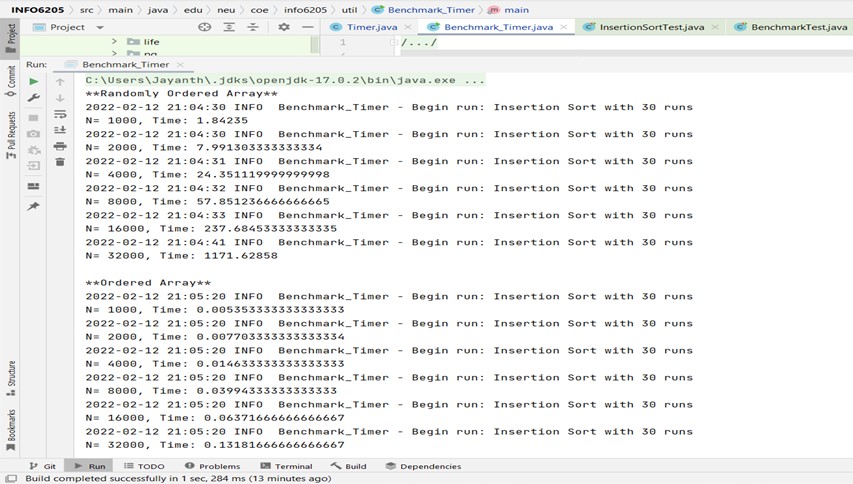 INFO6205 > src > main > java > edu > neu > coe > info6205 > util > Benchmark_Timer > main
Project Timer.java Benchmark_Timer.java InsertionSortTest.java BenchmarkTest.java
> life 1 /.../
>
Run: Benchmark_Timer
C:\Users\Jayanth\.jdks\openjdk-17.0.2\bin\java.exe ...
**Randomly Ordered Array**
2022-02-12 21:04:30 INFO  Benchmark_Timer - Begin run: Insertion Sort with 30 runs
N= 1000, Time: 1.84235
2022-02-12 21:04:30 INFO  Benchmark_Timer - Begin run: Insertion Sort with 30 runs
N= 2000, Time: 7.991303333333334
2022-02-12 21:04:31 INFO  Benchmark_Timer - Begin run: Insertion Sort with 30 runs
N= 4000, Time: 24.351119999999998
2022-02-12 21:04:32 INFO  Benchmark_Timer - Begin run: Insertion Sort with 30 runs
N= 8000, Time: 57.851236666666665
2022-02-12 21:04:33 INFO  Benchmark_Timer - Begin run: Insertion Sort with 30 runs
N= 16000, Time: 237.68453333333335
2022-02-12 21:04:41 INFO  Benchmark_Timer - Begin run: Insertion Sort with 30 runs
N= 32000, Time: 1171.62858
**Ordered Array**
2022-02-12 21:05:20 INFO  Benchmark_Timer - Begin run: Insertion Sort with 30 runs
N= 1000, Time: 0.005353333333333333
2022-02-12 21:05:20 INFO  Benchmark_Timer - Begin run: Insertion Sort with 30 runs
N= 2000, Time: 0.007703333333333334
2022-02-12 21:05:20 INFO  Benchmark_Timer - Begin run: Insertion Sort with 30 runs
N= 4000, Time: 0.014633333333333333
2022-02-12 21:05:20 INFO  Benchmark_Timer - Begin run: Insertion Sort with 30 runs
N= 8000, Time: 0.03994333333333333
2022-02-12 21:05:20 INFO  Benchmark_Timer - Begin run: Insertion Sort with 30 runs
N= 16000, Time: 0.06371666666666667
2022-02-12 21:05:20 INFO  Benchmark_Timer - Begin run: Insertion Sort with 30 runs
N= 32000, Time: 0.13181666666666667
Project
Commit
Pull Requests
Structure
Bookmarks
Git Run TODO Problems Terminal Build Dependencies
Build completed successfully in 1 sec, 284 ms (13 minutes ago)